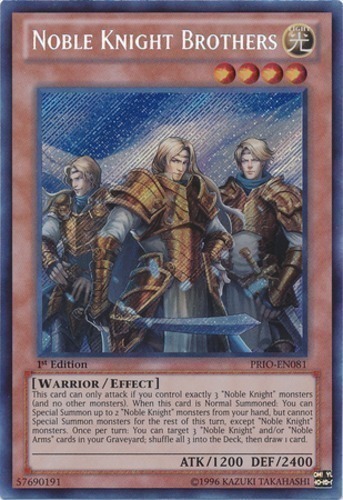 NOBLE KNIGHT BROTHERS
LIGHT
光
1st Edition
PRIO-EN081
[WARRIOR / EFFECT]
This card can only attack if you control exactly 3 "Noble Knight"
monsters (and no other monsters). When this card is Normal Summoned: You can
Special Summon up to 2 "Noble Knight" monsters from your hand, but cannot
Special Summon monsters for the rest of this turn, except "Noble Knight"
monsters. Once per turn: You can target 3 "Noble Knight" and/or "Noble
Arms" cards in your Graveyard; shuffle all 3 into the Deck, then draw 1 card.
ATK/1200 DEF/2400
57690191
©1996 KAZUKI TAKAHASHI